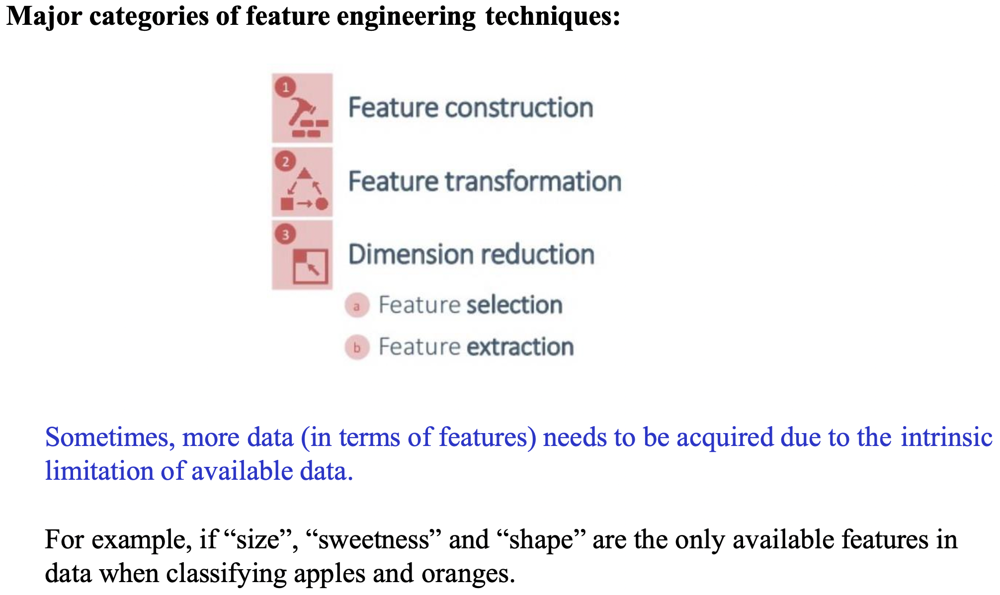 Major categories of feature engineering techniques:
1
Feature construction
2
Feature transformation
3
Dimension reduction
a Feature selection
b Feature extraction
Sometimes, more data (in terms of features) needs to be acquired due to the intrinsic
limitation of available data.
For example, if “size”, “sweetness” and “shape” are the only available features in
data when classifying apples and oranges.